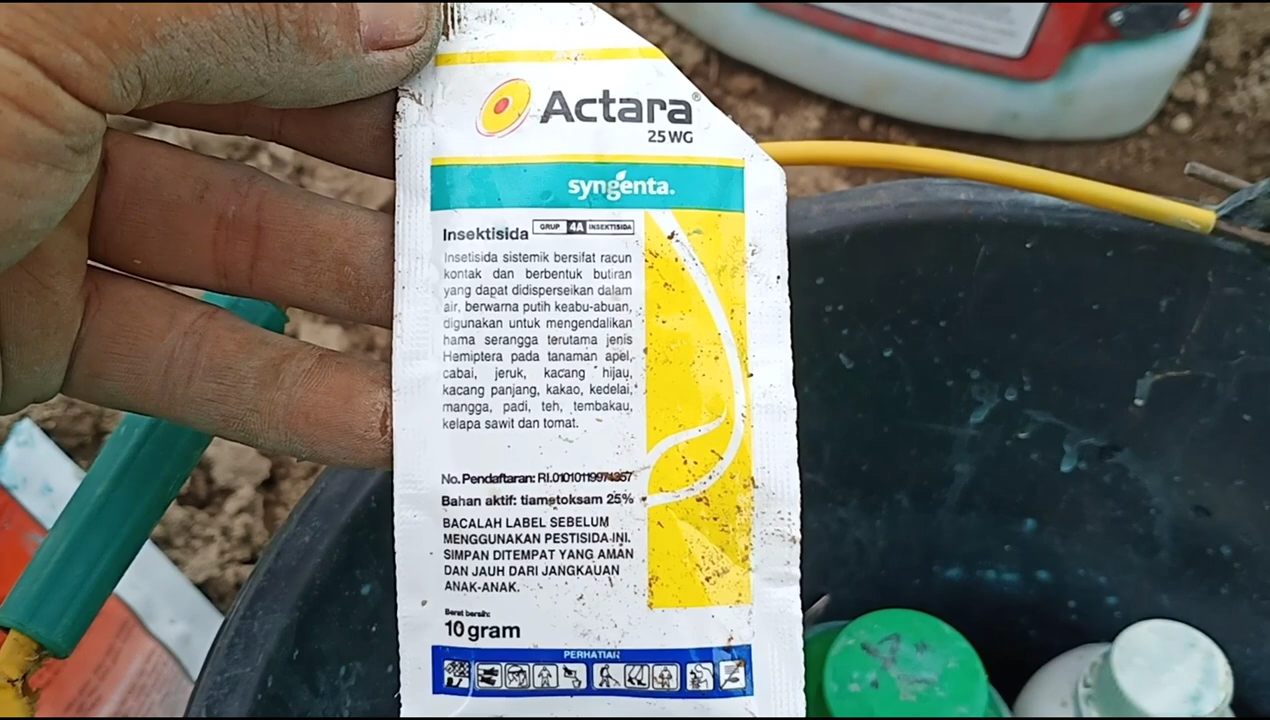 Actara®
25 WG
syngenta.
Insektisida GRUP 4A INSEKTISIDA
Insetisida sistemik bersifat racun
kontak dan berbentuk butiran
yang dapat didisperseikan dalam
air, berwarna putih keabu-abuan,
digunakan untuk mengendalikan
hama serangga terutama jenis
Hemiptera pada tanaman apel,
cabai, jeruk, kacang hijau,
kacang panjang, kakao, kedelai,
mangga, padi, teh, tembakau,
kelapa sawit dan tomat.
No. Pendaftaran: RI.01010119974357
Bahan aktif: tiametoksam 25%
BACALAH LABEL SEBELUM
MENGGUNAKAN PESTISIDA INI.
SIMPAN DITEMPAT YANG AMAN
DAN JAUH DARI JANGKAUAN
ANAK-ANAK.
Berat bersih:
10 gram
PERHATIAN